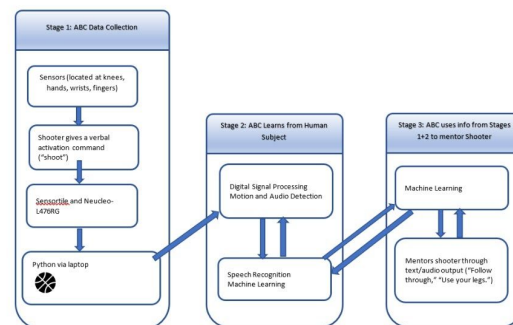 Stage 1: ABC Data Collection
Sensors (located at knees,
hands, wrists, fingers)
Shooter gives a verbal
activation command
("shoot")
Sensortile and Neucleo-
L476RG
Python via laptop
Stage 2: ABC Learns from Human
Subject
Digital Signal Processing
Motion and Audio Detection
Speech Recognition
Machine Learning
Stage 3: ABC uses info from Stages
1+2 to mentor Shooter
Machine Learning
Mentors shooter through
text/audio output ("Follow
through," "Use your legs.")